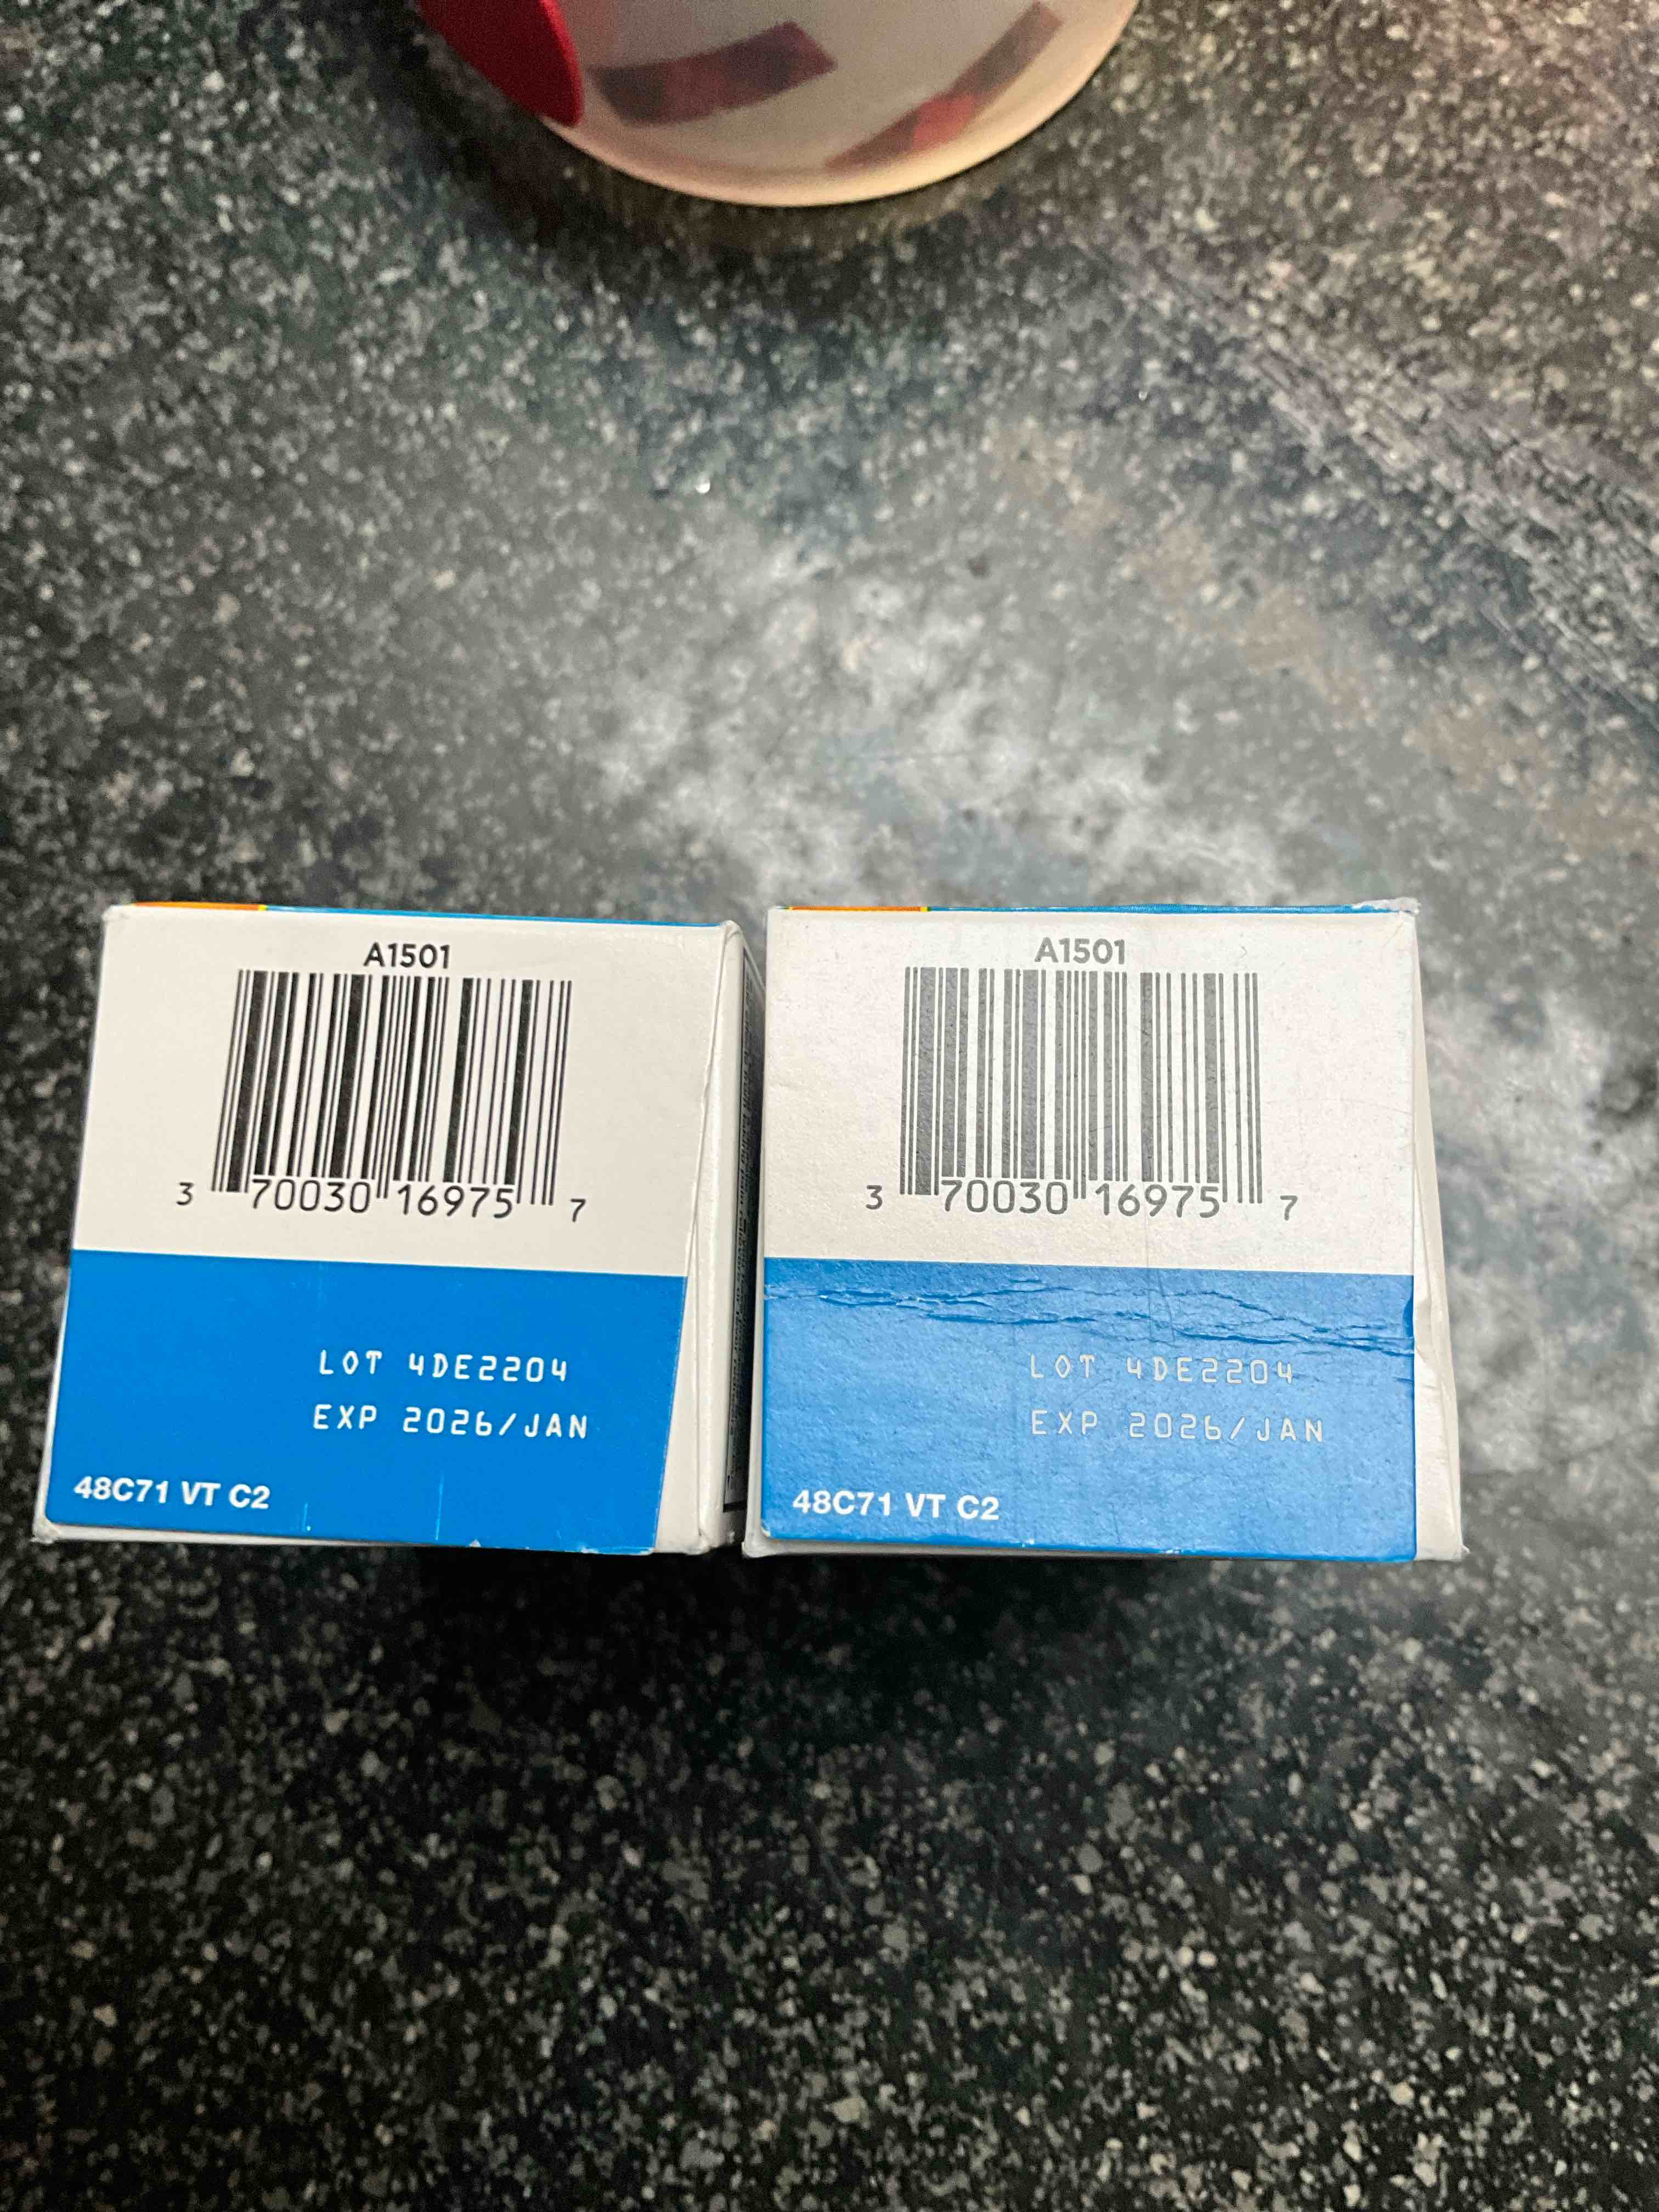 A1501
3 70030 16975 7
LOT 4DE2204
EXP 2026/JAN
48C71 VT C2
A1501
3 70030 16975 7
LOT 4DE2204
EXP 2026/JAN
48C71 VT C2